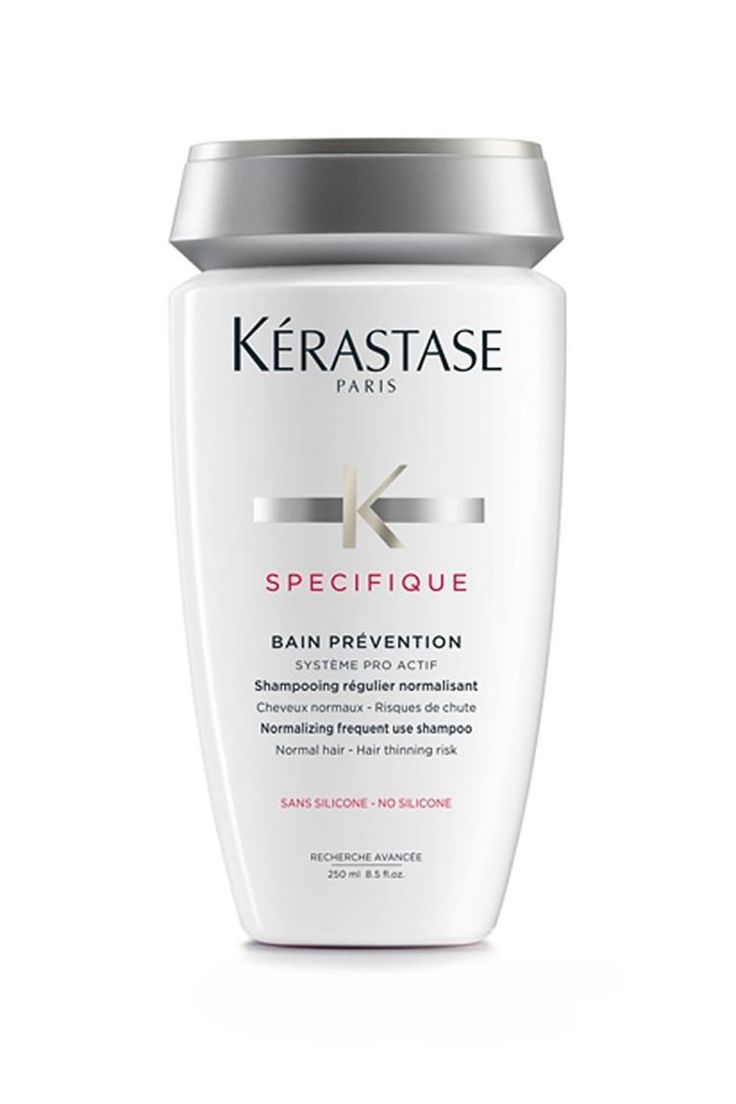 KÉRASTASE
PARIS
K
SPECIFIQUE
BAIN PRÉVENTION
SYSTÈME PRO ACTIF
Shampooing régulier normalisant
Cheveux normaux - Risques de chute
Normalizing frequent use shampoo
Normal hair - Hair thinning risk
SANS SILICONE - NO SILICONE
RECHERCHE AVANCÉE
250 ml 8.5 fl.oz.